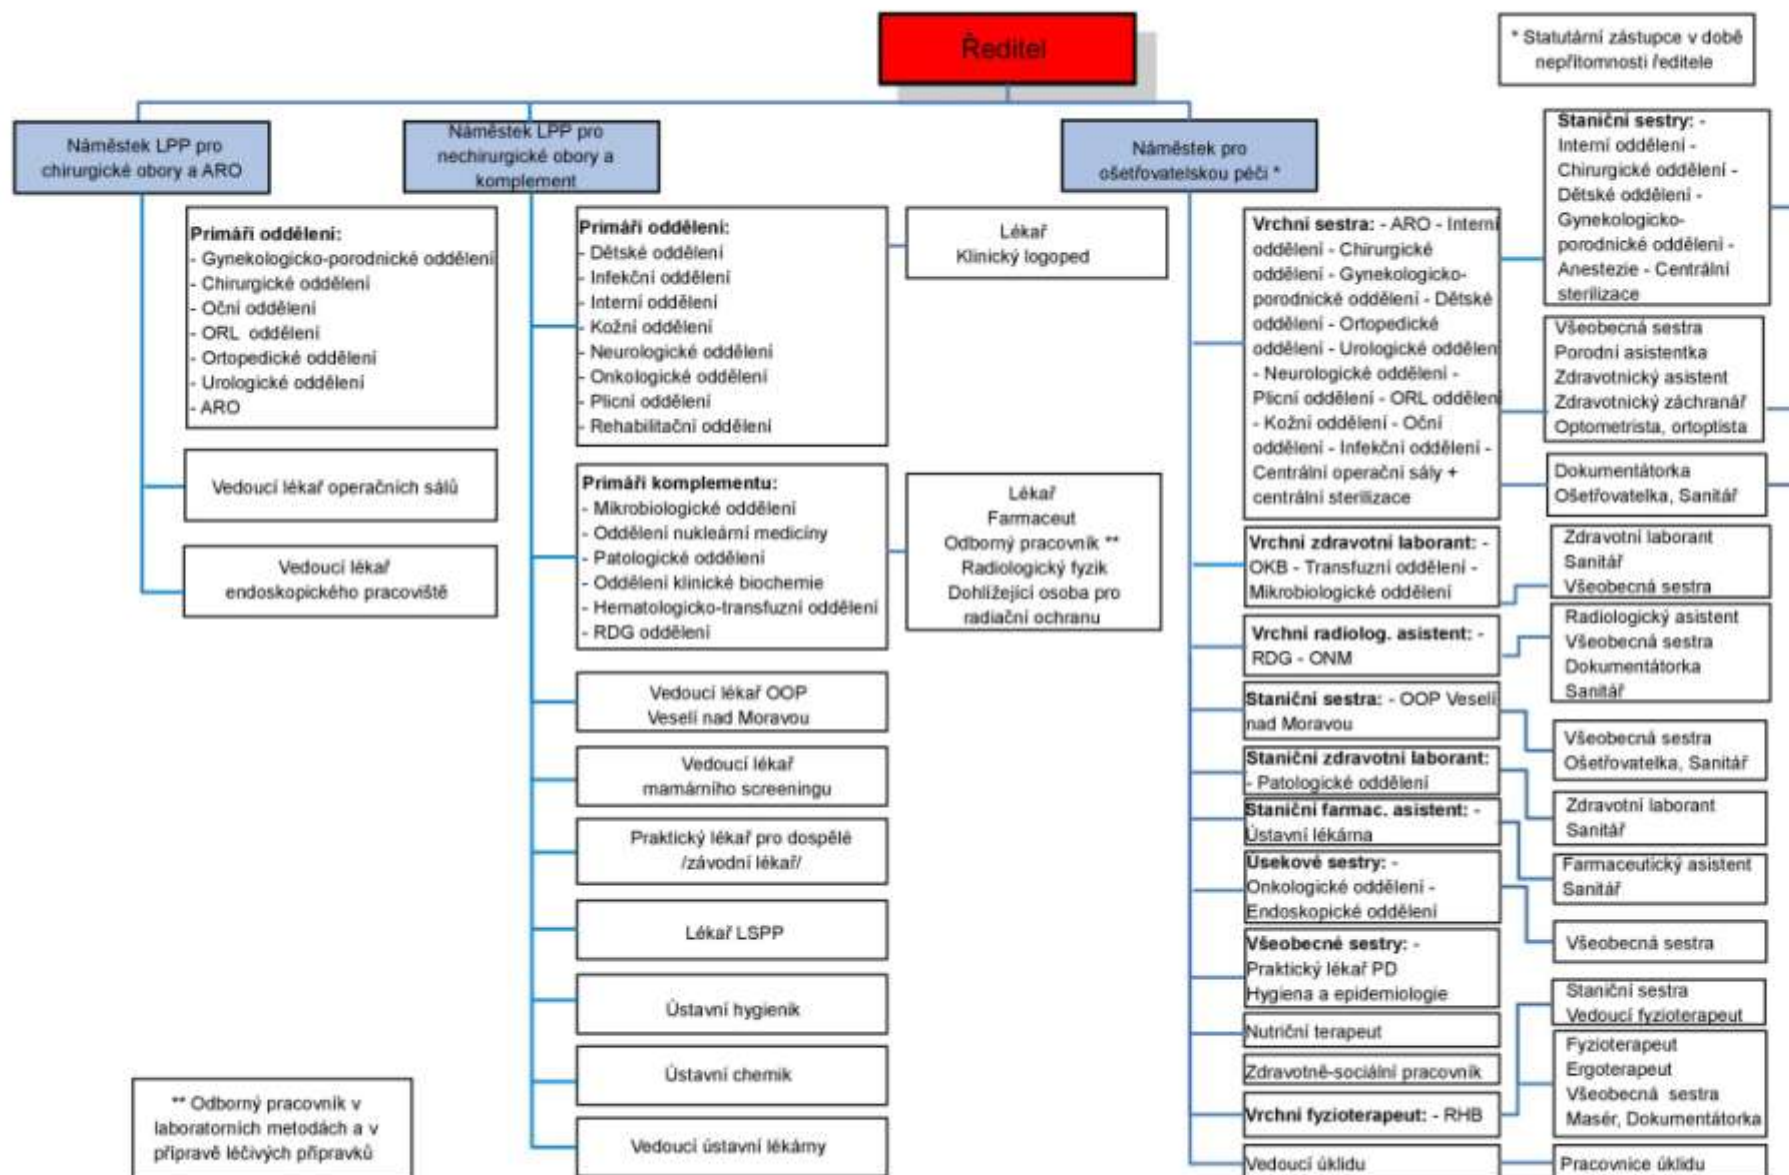 Ředitel
* Statutární zástupce v době
nepřítomnosti ředitele
Náměstek LPP pro
chirurgické obory a ARO
Náměstek LPP pro
nechirurgické obory a
komplement
Náměstek pro
ošetřovatelskou péči *
Primáři oddělení:
- Gynekologicko-porodnické oddělení
- Chirurgické oddělení
- Oční oddělení
- ORL oddělení
- Ortopedické oddělení
- Urologické oddělení
- ARO
Vedoucí lékař operačních sálů
Vedoucí lékař
endoskopického pracoviště
** Odborný pracovník v
laboratorních metodách a v
přípravě léčivých přípravků
Primáři oddělení:
- Dětské oddělení
- Infekční oddělení
- Interní oddělení
- Kožní oddělení
- Neurologické oddělení
- Onkologické oddělení
- Plicní oddělení
- Rehabilitační oddělení
Lékař
Klinický logoped
Primáři komplementu:
- Mikrobiologické oddělení
- Oddělení nukleární medicíny
- Patologické oddělení
- Oddělení klinické biochemie
- Hematologicko-transfuzní oddělení
- RDG oddělení
Lékař
Farmaceut
Odborný pracovník **
Radiologický fyzik
Dohlížející osoba pro
radiační ochranu
Vedoucí lékař OOP
Veselí nad Moravou
Vedoucí lékař
mamárního screeningu
Praktický lékař pro dospělé
/závodní lékař/
Lékař LSPP
Ústavní hygienik
Ústavní chemik
Vedoucí ústavní lékárny
Vrchní sestra: - ARO - Interní
oddělení - Chirurgické
oddělení - Gynekologicko-
porodnické oddělení - Dětské
oddělení - Ortopedické
oddělení - Urologické oddělení
- Neurologické oddělení -
Plicní oddělení - ORL oddělení
- Kožní oddělení - Oční
oddělení - Infekční oddělení -
Centrální operační sály +
centrální sterilizace
Staniční sestry: -
Interní oddělení -
Chirurgické oddělení -
Dětské oddělení -
Gynekologicko-
porodnické oddělení -
Anestezie - Centrální
sterilizace
Všeobecná sestra
Porodní asistentka
Zdravotnický asistent
Zdravotnický záchranář
Optometrista, ortoptista
Dokumentátorka
Ošetřovatelka, Sanitář
Vrchní zdravotní laborant: -
OKB - Transfuzní oddělení -
Mikrobiologické oddělení
Zdravotní laborant
Sanitář
Všeobecná sestra
Vrchní radiolog. asistent: -
RDG - ONM
Radiologický asistent
Všeobecná sestra
Dokumentátorka
Sanitář
Staniční sestra: - OOP Veselí
nad Moravou
Všeobecná sestra
Ošetřovatelka, Sanitář
Staniční zdravotní laborant:
- Patologické oddělení
Zdravotní laborant
Sanitář
Staniční farmac. asistent: -
Ústavní lékárna
Farmaceutický asistent
Sanitář
Úsekové sestry: -
Onkologické oddělení -
Endoskopické oddělení
Všeobecná sestra
Všeobecné sestry: -
Praktický lékař PD
Hygiena a epidemiologie
Nutriční terapeut
Zdravotně-sociální pracovník
Vrchní fyzioterapeut: - RHB
Staniční sestra
Vedoucí fyzioterapeut
Fyzioterapeut
Ergoterapeut
Všeobecná sestra
Masér, Dokumentátorka
Vedoucí úklidu
Pracovnice úklidu